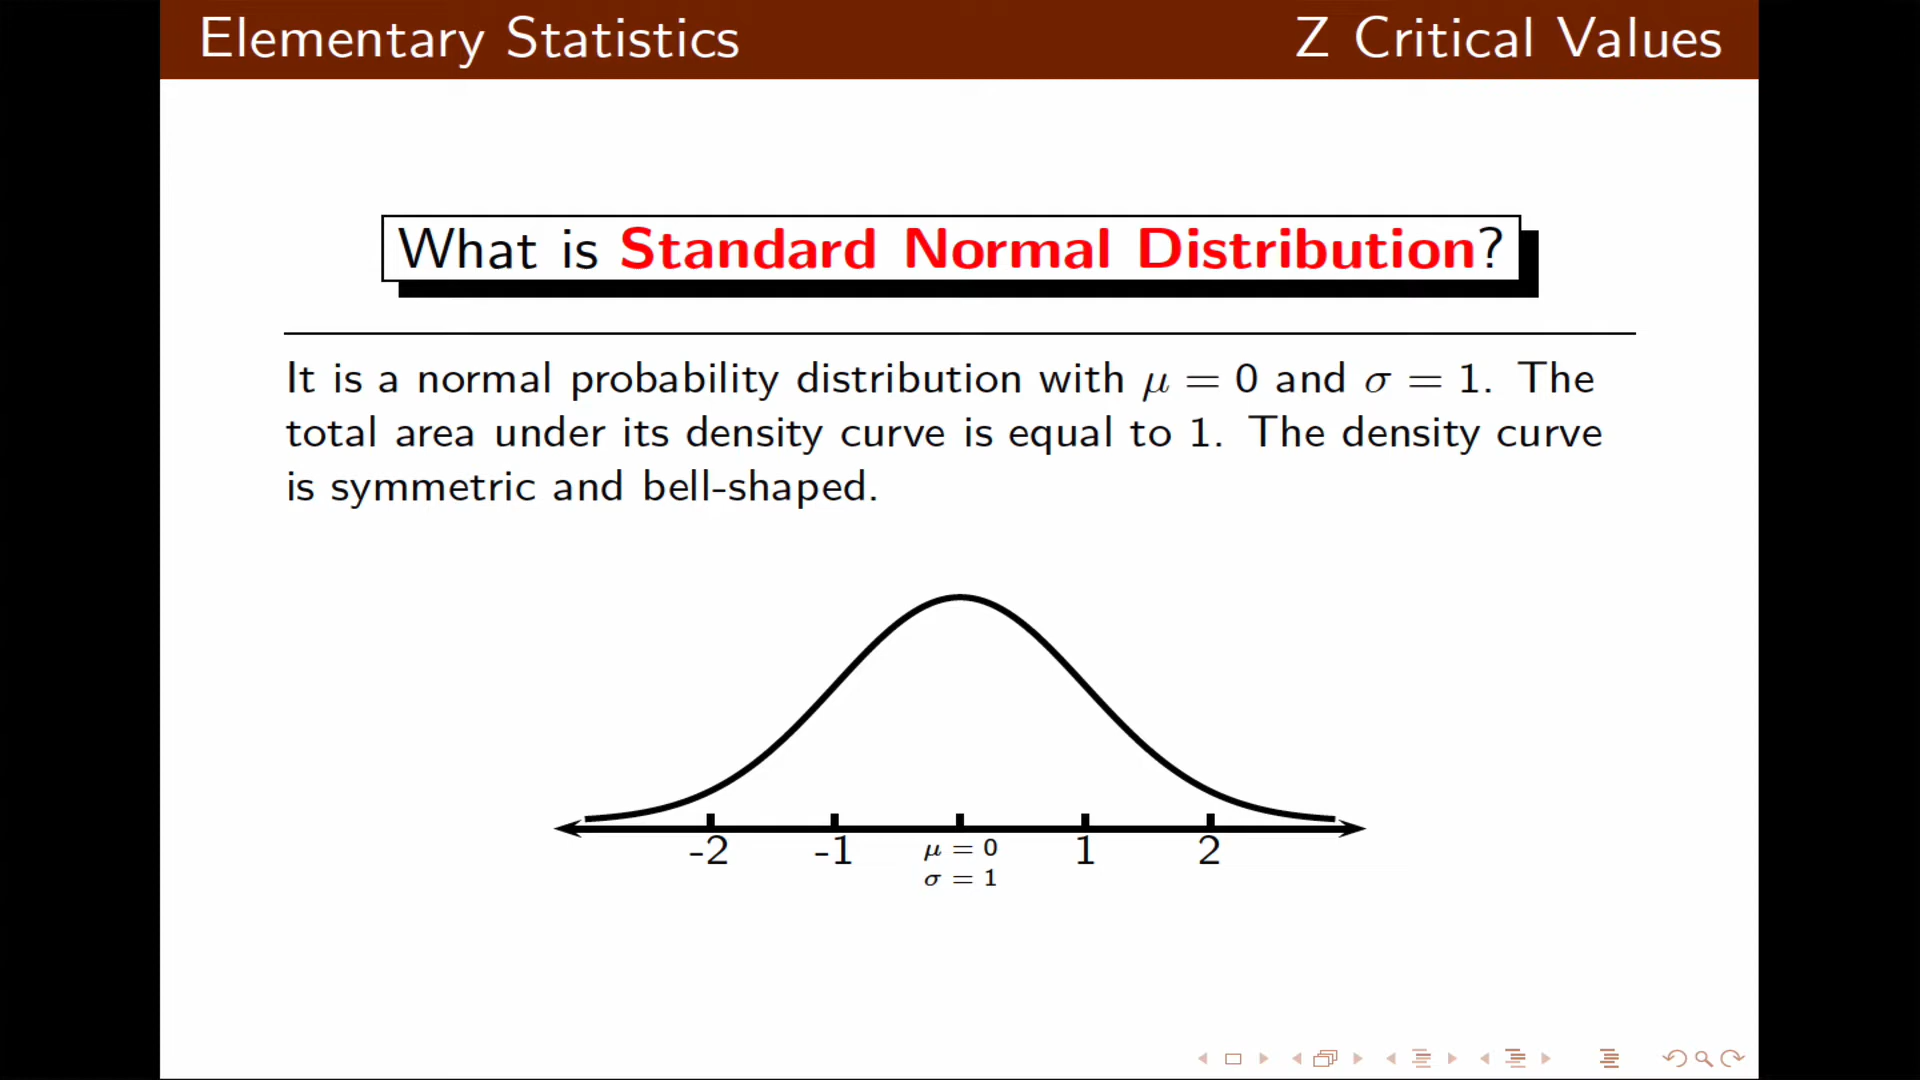 Elementary Statistics Z Critical Values
What is Standard Normal Distribution?
It is a normal probability distribution with μ = 0 and σ = 1. The
total area under its density curve is equal to 1. The density curve
is symmetric and bell-shaped.
-2 -1 μ = 0 1 2
σ = 1